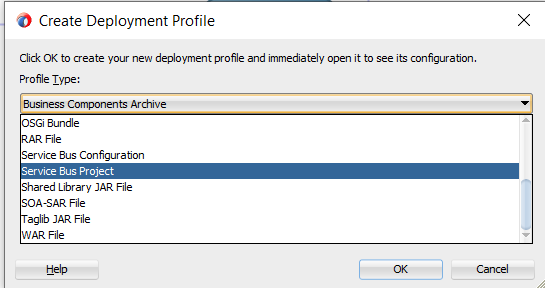 Create Deployment Profile
Click OK to create your new deployment profile and immediately open it to see its configuration.
Profile Type:
Business Components Archive
OSGi Bundle
RAR File
Service Bus Configuration
Service Bus Project
Shared Library JAR File
SOA-SAR File
Taglib JAR File
WAR File
Help
OK
Cancel